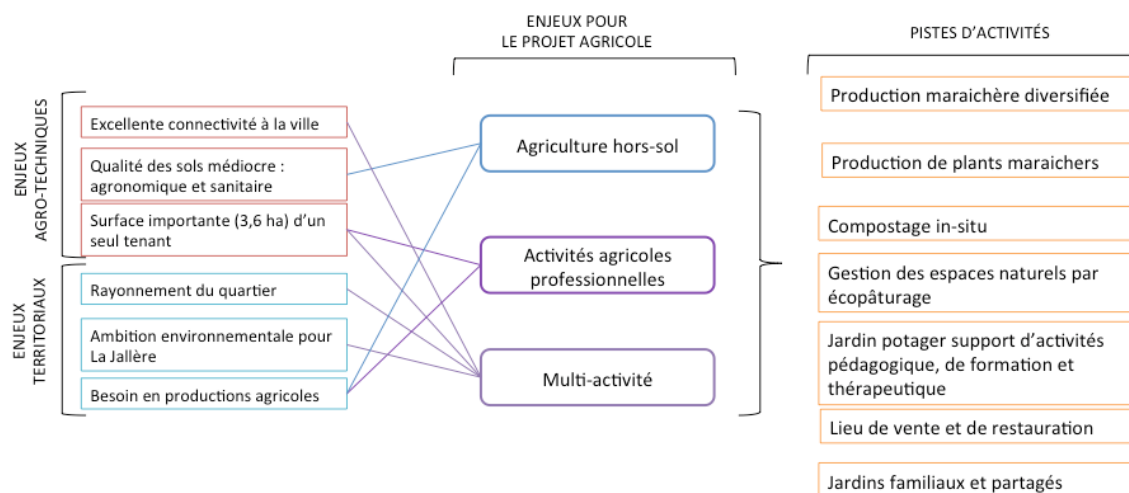 ENJEUX POUR
LE PROJET AGRICOLE
PISTES D'ACTIVITÉS
ENJEUX
AGRO-TECHNIQUES
Excellente connectivité à la ville
Qualité des sols médiocre :
agronomique et sanitaire
Surface importante (3,6 ha) d'un
seul tenant
ENJEUX
TERRITORIAUX
Rayonnement du quartier
Ambition environnementale pour
La Jallère
Besoin en productions agricoles
Agriculture hors-sol
Activités agricoles
professionnelles
Multi-activité
Production maraichère diversifiée
Production de plants maraichers
Compostage in-situ
Gestion des espaces naturels par
écopâturage
Jardin potager support d'activités
pédagogique, de formation et
thérapeutique
Lieu de vente et de restauration
Jardins familiaux et partagés